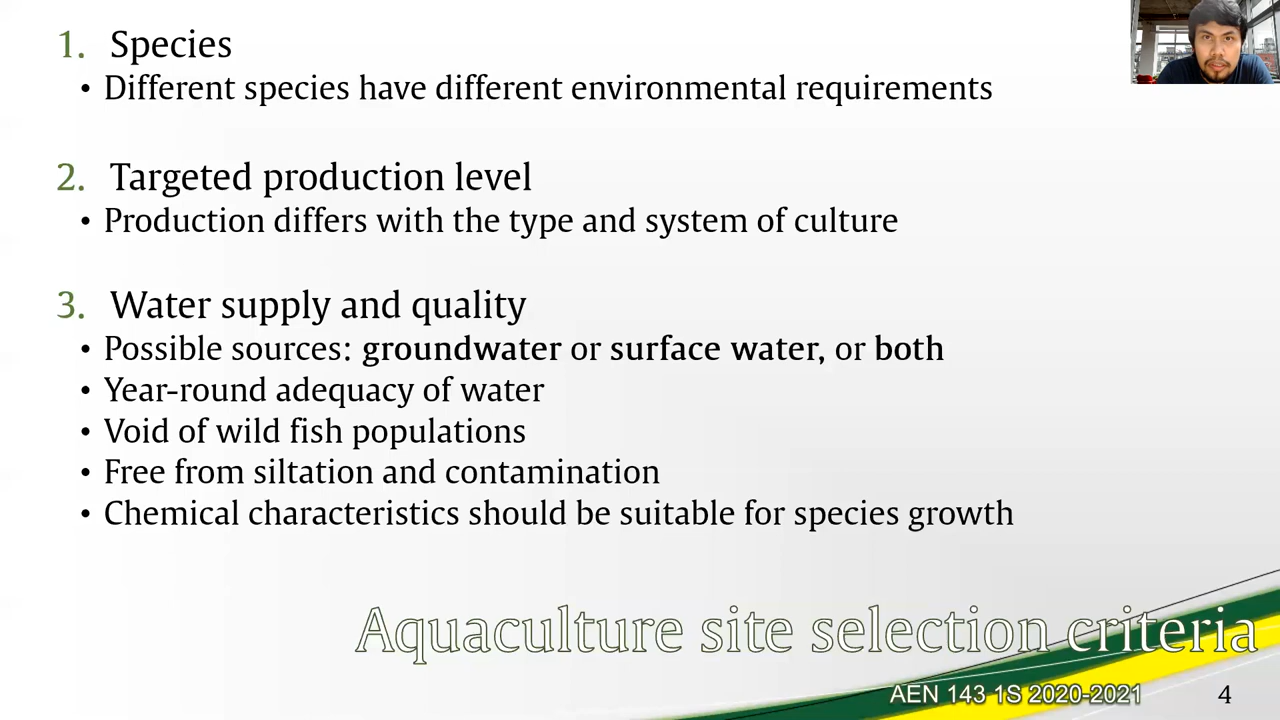 1. Species
• Different species have different environmental requirements
2. Targeted production level
• Production differs with the type and system of culture
3. Water supply and quality
• Possible sources: groundwater or surface water, or both
• Year-round adequacy of water
• Void of wild fish populations
• Free from siltation and contamination
• Chemical characteristics should be suitable for species growth
Aquaculture site selection criteria
AEN 143 1S 2020-2021
4